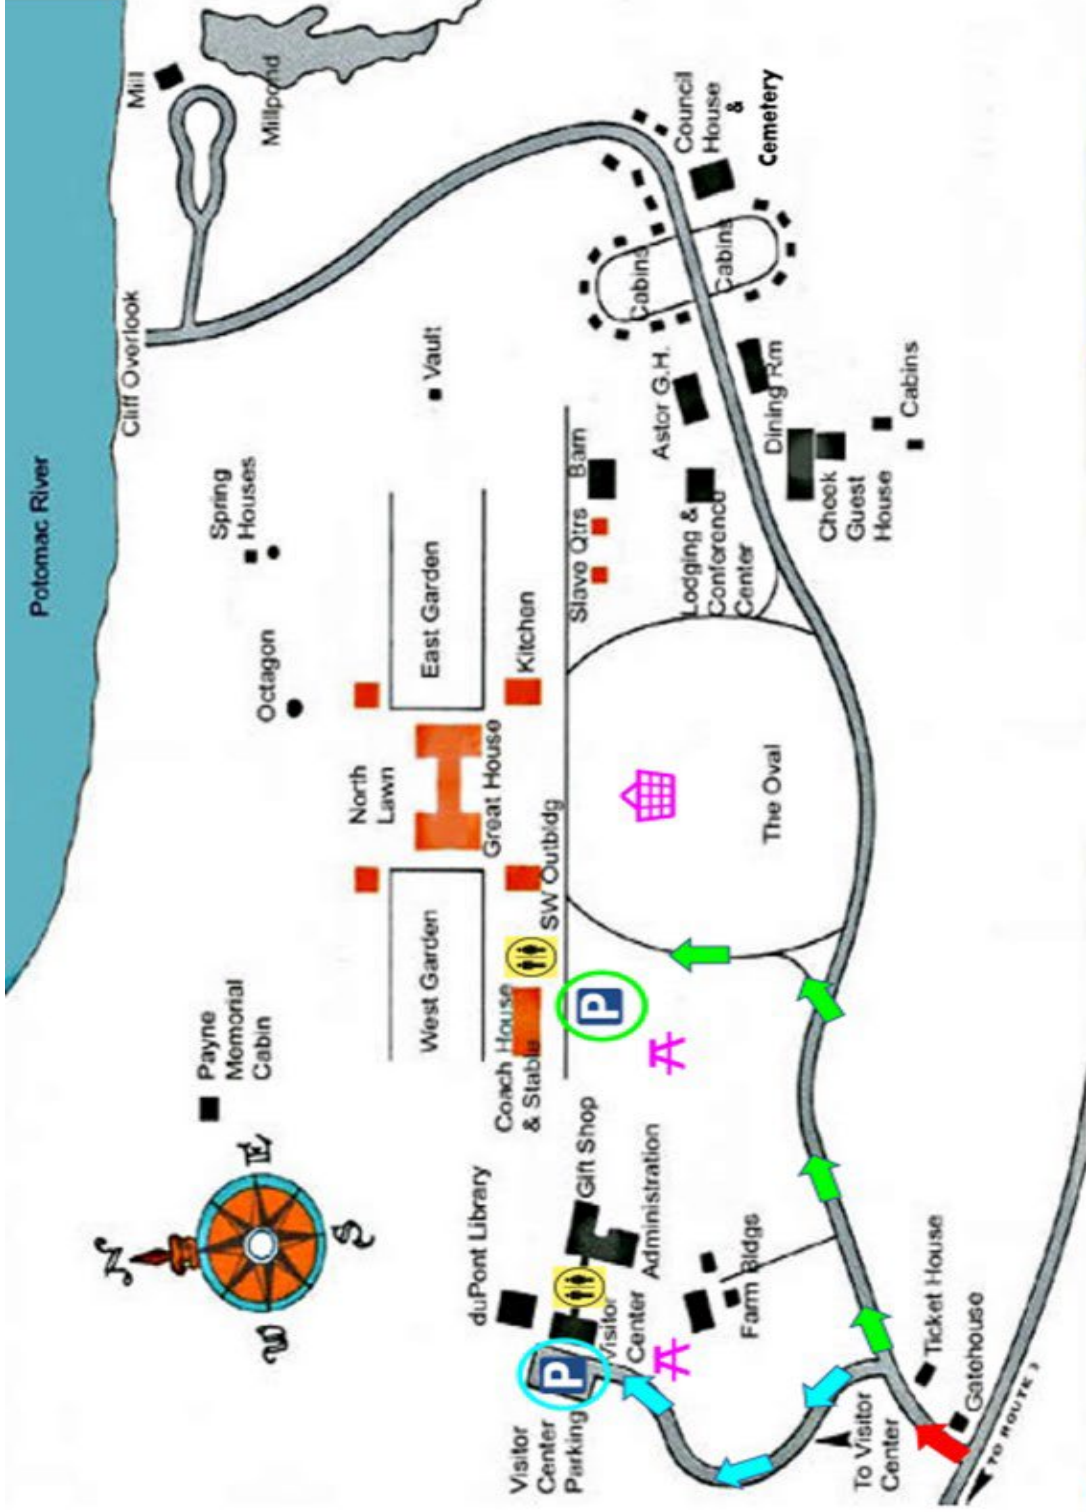 Potomac River
Mill
Millpond
Cliff Overlook
Council
House
&
Cemetery
Cabins
Cabins
Spring
Houses
Vault
Astor G.H.
Dining Rm
Cabins
Cheek
Guest
House
Barn
Slave Qtrs
Lodging &
Conference
Center
Octagon
East Garden
Kitchen
North
Lawn
Great House
The Oval
SW Outbldg
West Garden
P
Coach House
& Stable
Payne
Memorial
Cabin
N
E
S
W
duPont Library
Gift Shop
Administration
Visitor
Center
Farm Bldgs
P
Visitor
Center
Parking
Ticket House
Gatehouse
To Visitor
Center
TO ROUTE 3